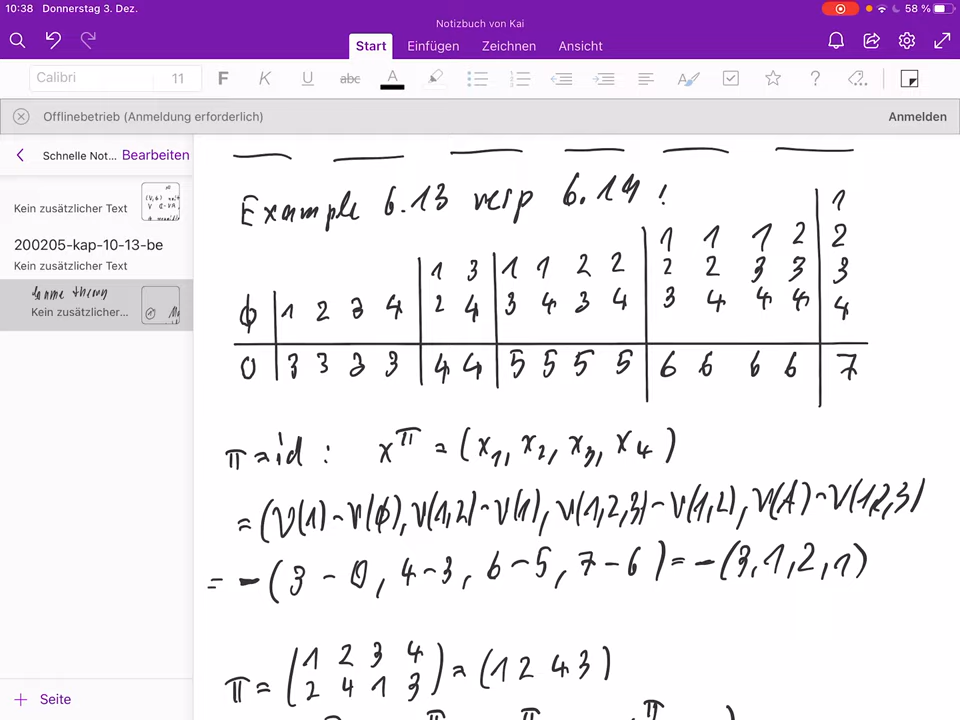 10:38 Donnerstag 3. Dez. 58 %
Notizbuch von Kai
Start Einfügen Zeichnen Ansicht
Calibri 11 F K U abc A
Offlinebetrieb (Anmeldung erforderlich) Anmelden
Schnelle Not... Bearbeiten
Kein zusätzlicher Text
200205-kap-10-13-be
Kein zusätzlicher Text
Kein zusätzlicher...
+ Seite
Example 6.13 resp 6.14 :
1
1 1 1 2 2
1 3 1 1 2 2 2 2 3 3 3
ϕ 1 2 3 4 2 4 3 4 3 4 3 4 4 4 4
0 3 3 3 3 4 4 5 5 5 5 6 6 6 6 7
π = id : x^π = (x_1, x_2, x_3, x_4)
= (V(1) - V(ϕ), V(1,2) - V(1), V(1,2,3) - V(1,2), V(A) - V(1,2,3)
= -(3 - 0, 4 - 3, 6 - 5, 7 - 6) = -(3, 1, 2, 1)
1 2 3 4
π = ( ) = (1 2 4 3)
2 4 1 3